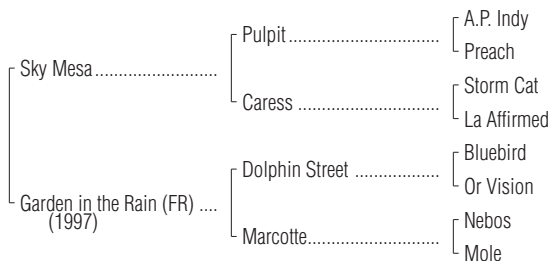 Pulpit
A.P. Indy
Preach
Sky Mesa
Caress
Storm Cat
La Affirmed
Dolphin Street
Bluebird
Or Vision
Garden in the Rain (FR)
(1997)
Marcotte
Nebos
Mole